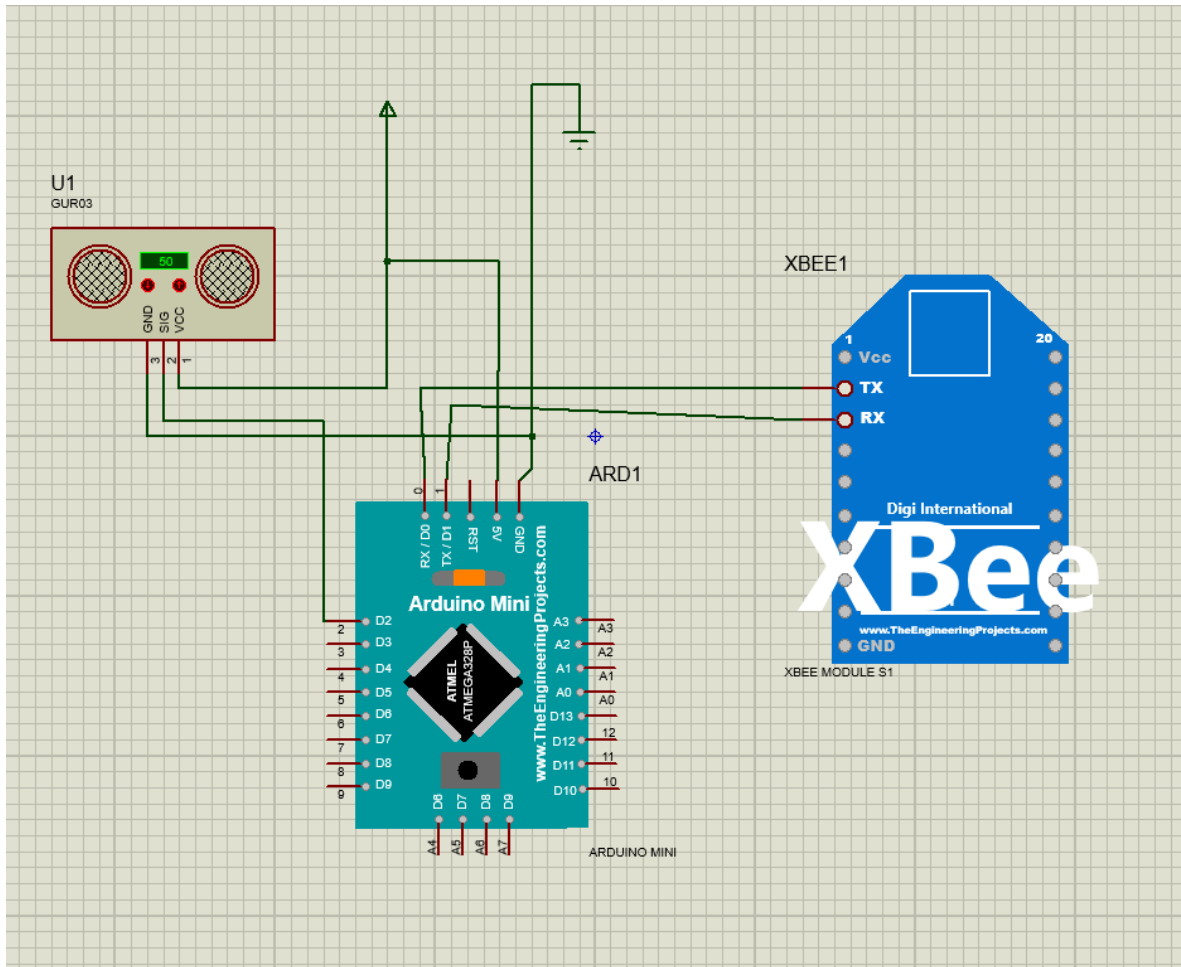 U1
GUR03
50
GND
SIG
VCC
3
2
1
XBEE1
1
20
Vcc
TX
RX
Digi International
XBee
www.TheEngineeringProjects.com
GND
XBEE MODULE S1
ARD1
0
1
RX / D0
TX / D1
RST
5V
GND
Arduino Mini
www.TheEngineeringProjects.com
ATMEL
ATMEGA328P
D2
2
D3
3
D4
4
D5
5
D6
6
D7
7
D8
8
D9
9
A3
A3
A2
A2
A1
A1
A0
A0
D13
D12
12
D11
11
D10
10
D6
D7
D8
D9
A4
A5
A6
A7
ARDUINO MINI